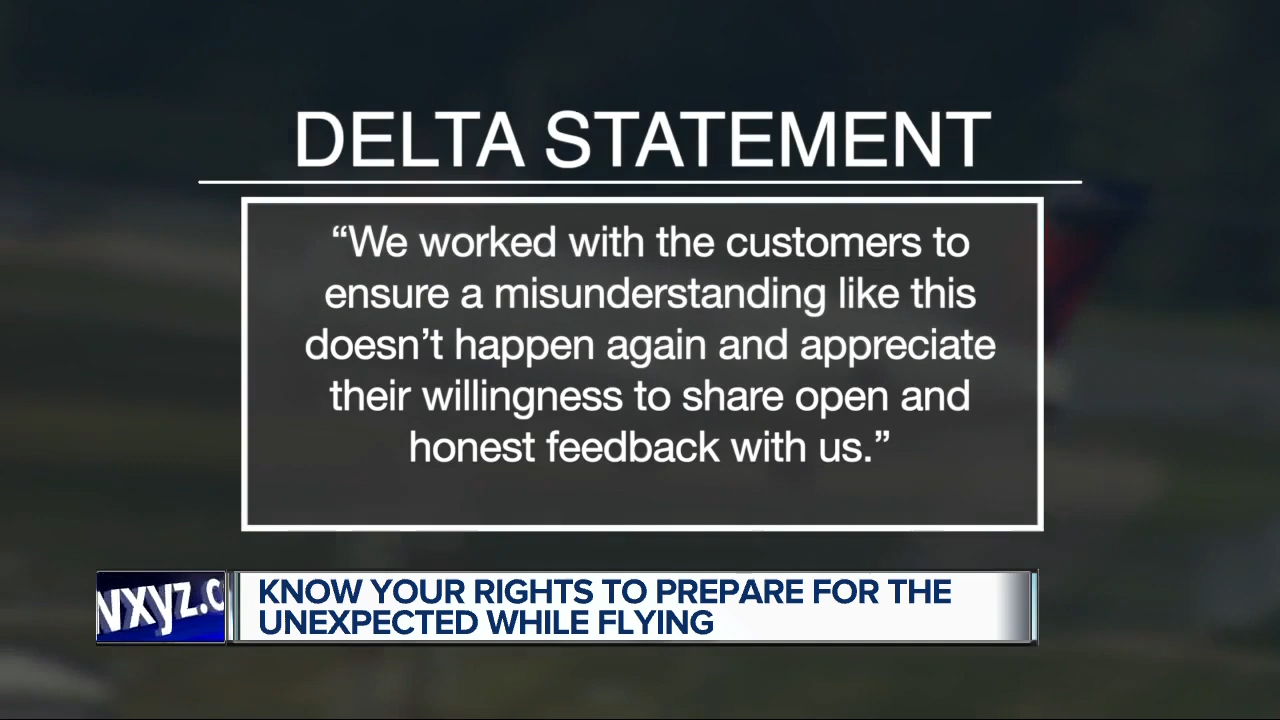 DELTA STATEMENT
“We worked with the customers to
ensure a misunderstanding like this
doesn’t happen again and appreciate
their willingness to share open and
honest feedback with us.”
wxyz.c
KNOW YOUR RIGHTS TO PREPARE FOR THE
UNEXPECTED WHILE FLYING